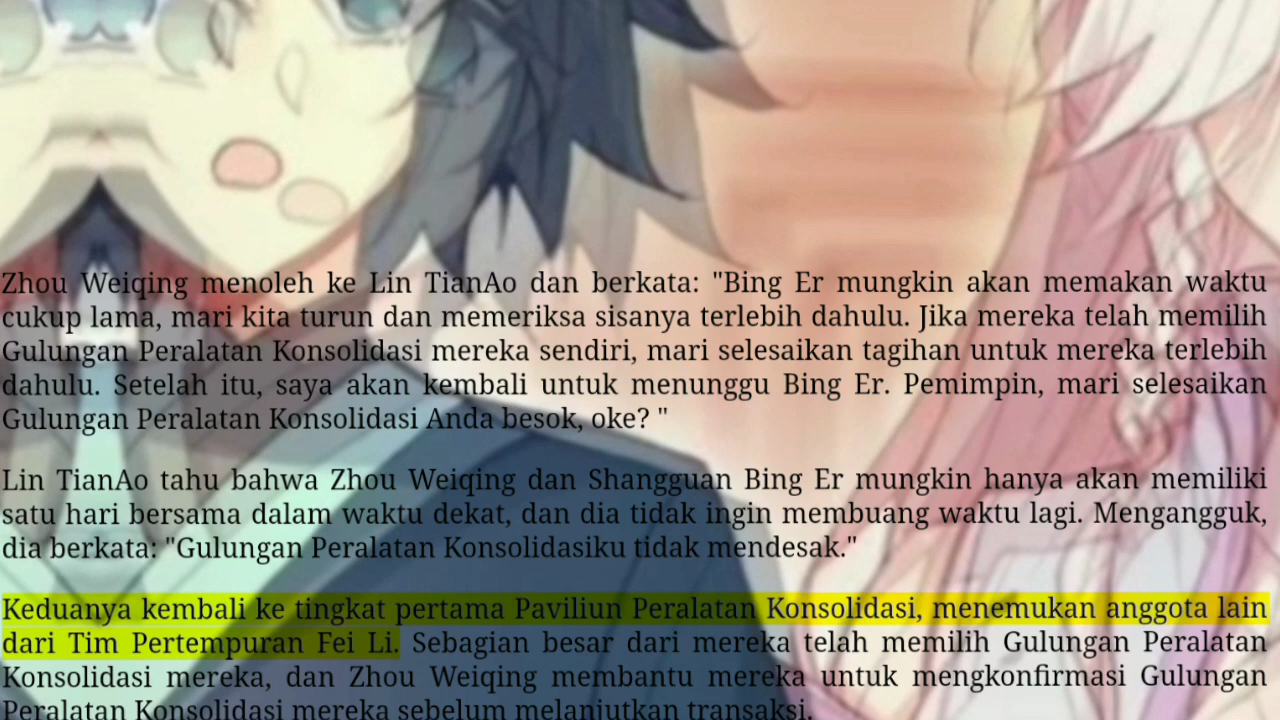 Zhou Weiqing menoleh ke Lin TianAo dan berkata: "Bing Er mungkin akan memakan waktu
cukup lama, mari kita turun dan memeriksa sisanya terlebih dahulu. Jika mereka telah memilih
Gulungan Peralatan Konsolidasi mereka sendiri, mari selesaikan tagihan untuk mereka terlebih
dahulu. Setelah itu, saya akan kembali untuk menunggu Bing Er. Pemimpin, mari selesaikan
Gulungan Peralatan Konsolidasi Anda besok, oke? "
Lin TianAo tahu bahwa Zhou Weiqing dan Shangguan Bing Er mungkin hanya akan memiliki
satu hari bersama dalam waktu dekat, dan dia tidak ingin membuang waktu lagi. Mengangguk,
dia berkata: "Gulungan Peralatan Konsolidasiku tidak mendesak."
Keduanya kembali ke tingkat pertama Paviliun Peralatan Konsolidasi, menemukan anggota lain
dari Tim Pertempuran Fei Li. Sebagian besar dari mereka telah memilih Gulungan Peralatan
Konsolidasi mereka, dan Zhou Weiqing membantu mereka untuk mengkonfirmasi Gulungan
Peralatan Konsolidasi mereka sebelum melanjutkan transaksi.